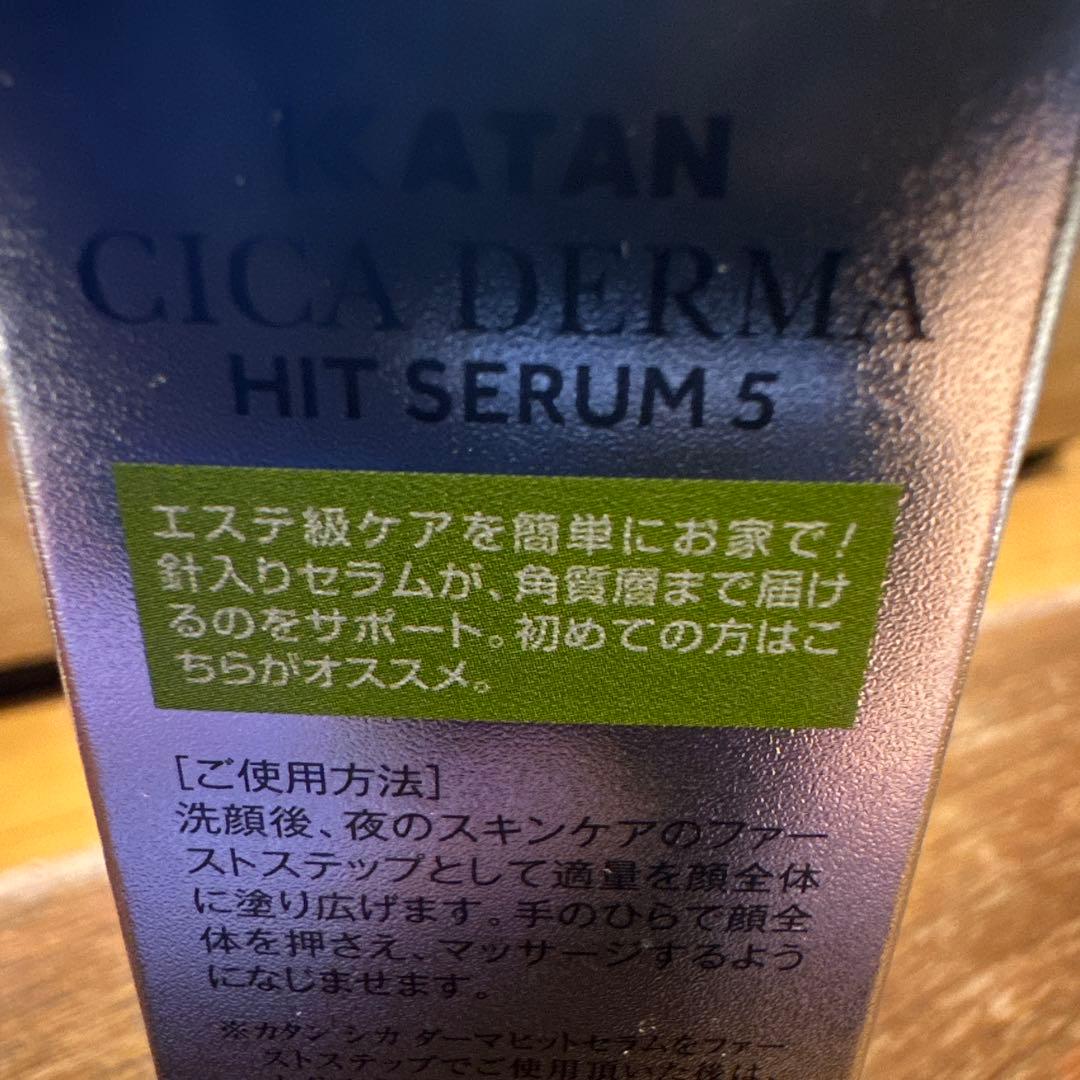 KATAN
CICA DERMA
HIT SERUM 5
エステ級ケアを簡単にお家で!
針入りセラムが、角質層まで届け
るのをサポート。初めての方はこ
ちらがオススメ。
[ご使用方法]
洗顔後、夜のスキンケアのファー
ストステップとして適量を顔全体
に塗り広げます。手のひらで顔全
体を押さえ、マッサージするよう
になじませます。
※カタン シカ ダーマヒットセラムをファー
ストステップでご使用頂いた後は、